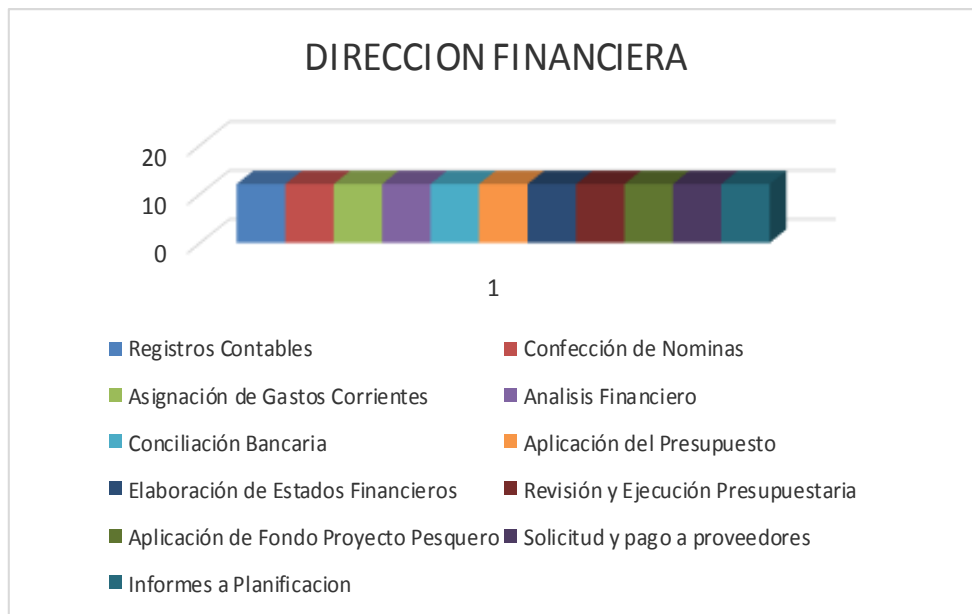 DIRECCION FINANCIERA
20
10
0
1
Registros Contables
Confección de Nominas
Asignación de Gastos Corrientes
Analisis Financiero
Conciliación Bancaria
Aplicación del Presupuesto
Elaboración de Estados Financieros
Revisión y Ejecución Presupuestaria
Aplicación de Fondo Proyecto Pesquero
Solicitud y pago a proveedores
Informes a Planificacion